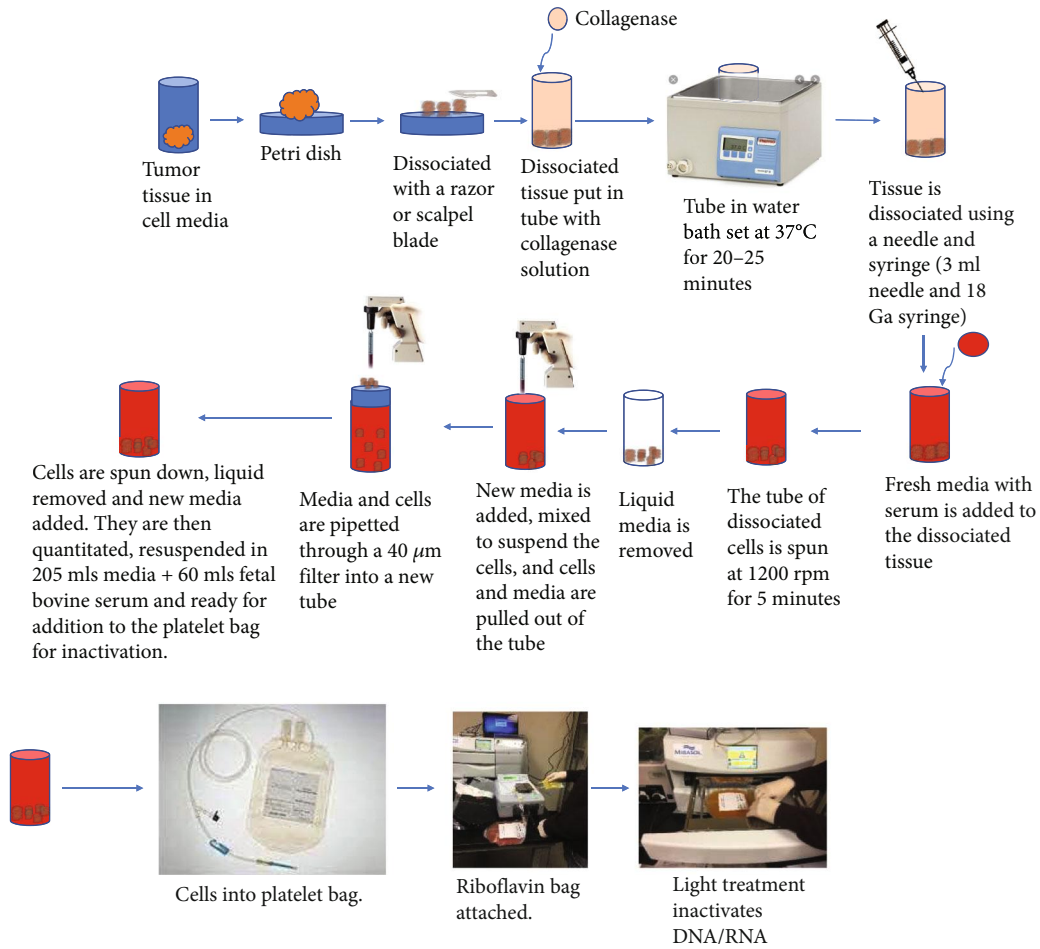 Collagenase
Tumor
tissue in
cell media
Petri dish
Dissociated
with a razor
or scalpel
blade
Dissociated
tissue put in
tube with
collagenase
solution
Tube in water
bath set at 37°C
for 20–25
minutes
Tissue is
dissociated using
a needle and
syringe (3 ml
needle and 18
Ga syringe)
Fresh media with
serum is added to
the dissociated
tissue
The tube of
dissociated
cells is spun
at 1200 rpm
for 5 minutes
Liquid
media is
removed
New media is
added, mixed
to suspend the
cells, and cells
and media are
pulled out of
the tube
Media and cells
are pipetted
through a 40 μm
filter into a new
tube
Cells are spun down, liquid
removed and new media
added. They are then
quantitated, resuspended in
205 mls media + 60 mls fetal
bovine serum and ready for
addition to the platelet bag
for inactivation.
Cells into platelet bag.
Riboflavin bag
attached.
MIRASOL
Light treatment
inactivates
DNA/RNA